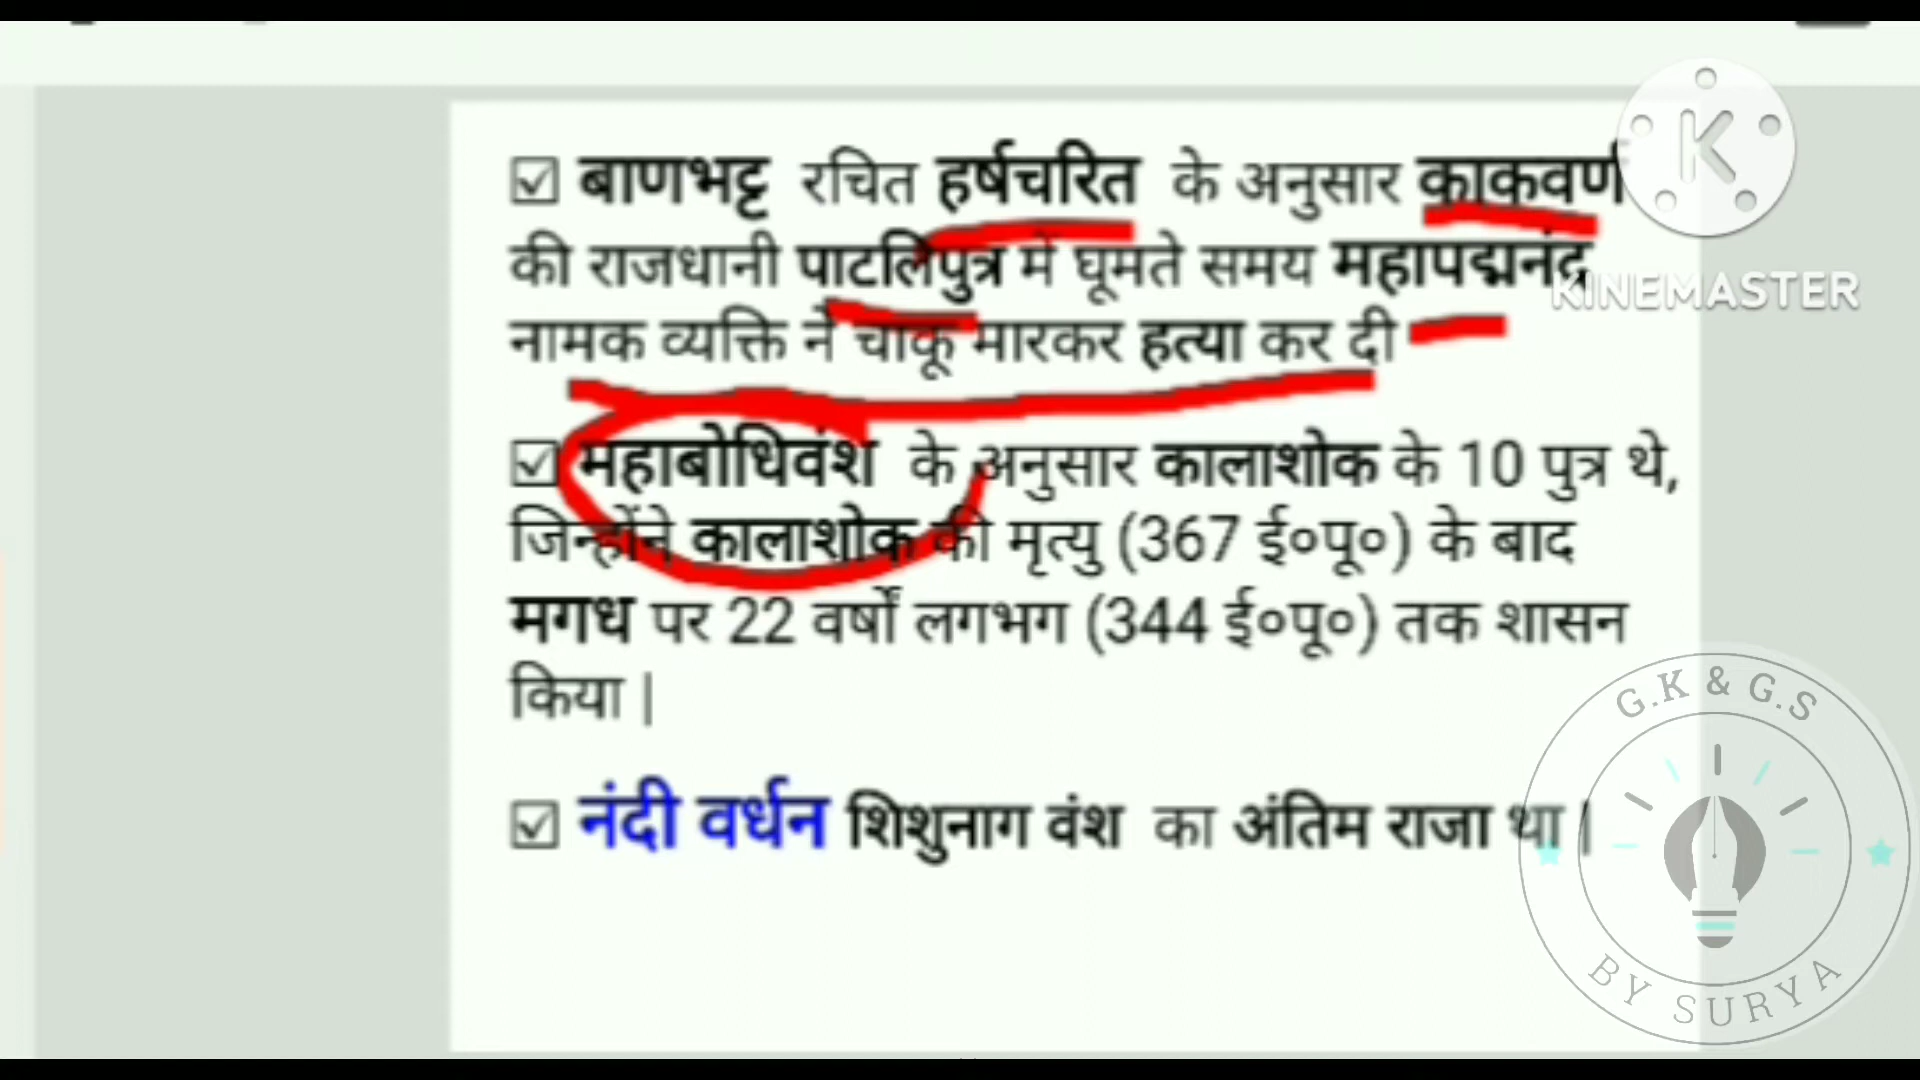 ☑ बाणभट्ट रचित हर्षचरित के अनुसार काकवर्ण
की राजधानी पाटलिपुत्र में घूमते समय महापद्मनंद
नामक व्यक्ति ने चाकू मारकर हत्या कर दी
☑ महाबोधिवंश के अनुसार कालाशोक के 10 पुत्र थे,
जिन्होंने कालाशोक की मृत्यु (367 ई०पू०) के बाद
मगध पर 22 वर्षों लगभग (344 ई०पू०) तक शासन
किया |
☑ नंदी वर्धन शिशुनाग वंश का अंतिम राजा था |
K
KINEMASTER
G.K & G.S
BY SURYA